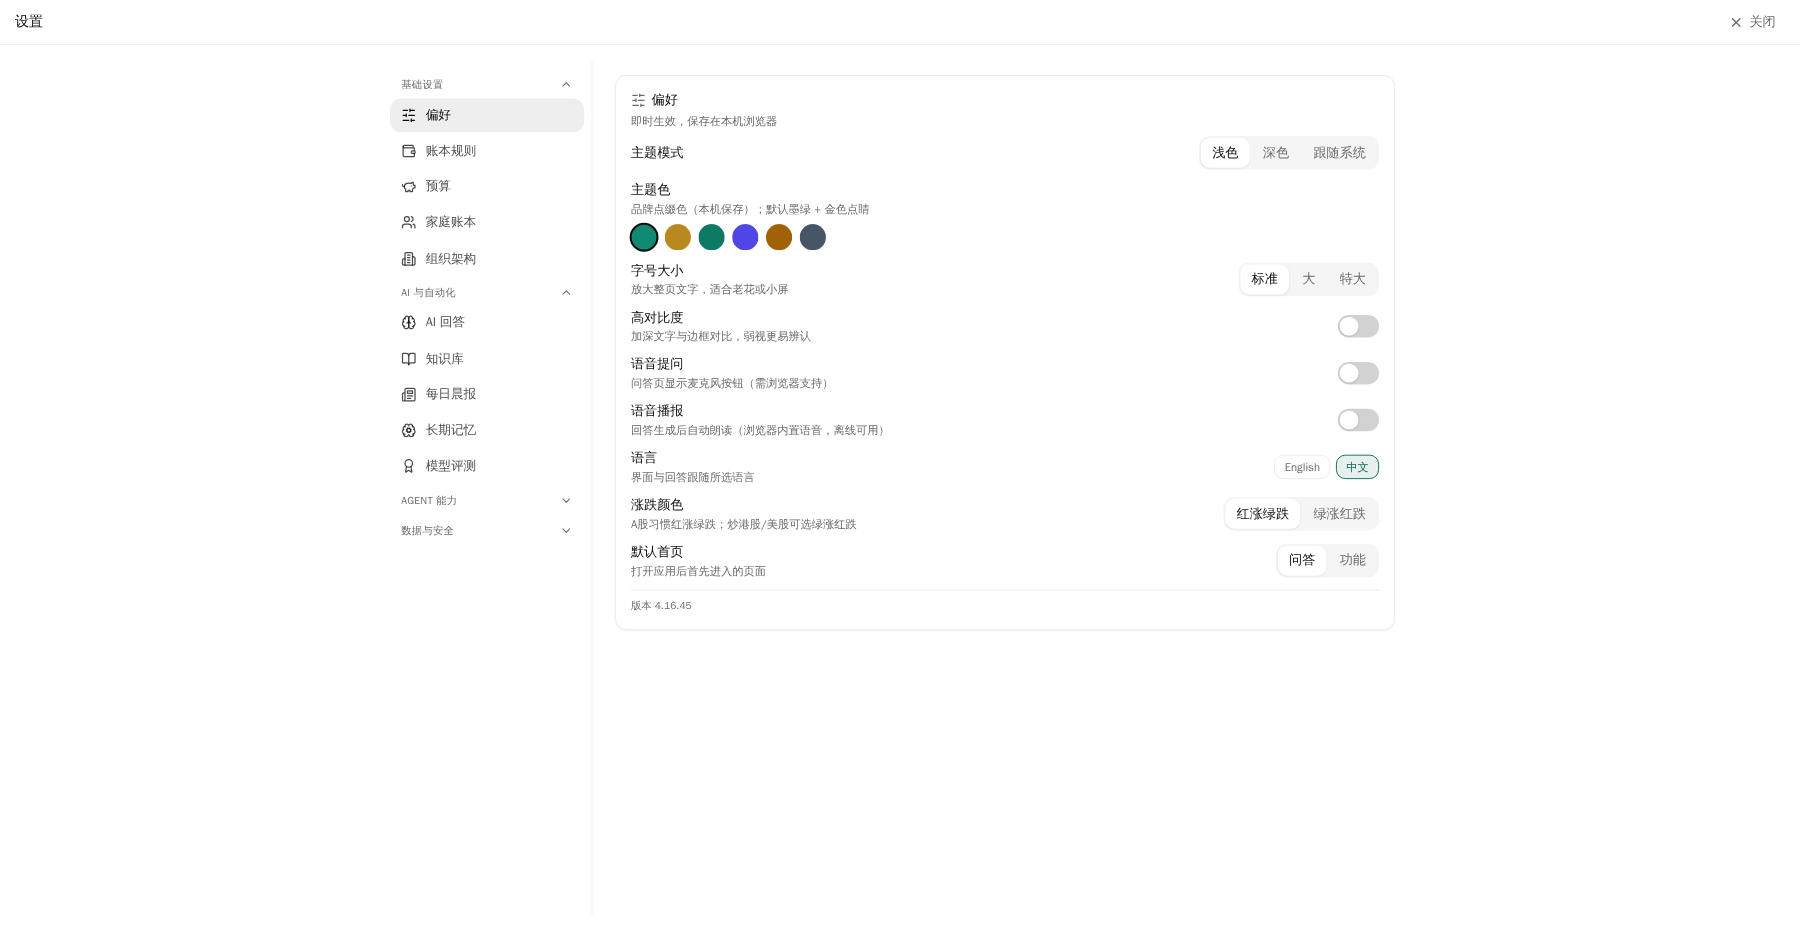 设置
关闭
基础设置
偏好
账本规则
预算
家庭账本
组织架构
AI 与自动化
AI 回答
知识库
每日晨报
长期记忆
模型评测
AGENT 能力
数据与安全
偏好
即时生效，保存在本机浏览器
主题模式
浅色 深色 跟随系统
主题色
品牌点缀色（本机保存）；默认墨绿 + 金色点睛
字号大小
放大整页文字，适合老花或小屏
标准 大 特大
高对比度
加深文字与边框对比，弱视更易辨认
语音提问
问答页显示麦克风按钮（需浏览器支持）
语音播报
回答生成后自动朗读（浏览器内置语音，离线可用）
语言
界面与回答跟随所选语言
English 中文
涨跌颜色
A股习惯红涨绿跌；炒港股/美股可选绿涨红跌
红涨绿跌 绿涨红跌
默认首页
打开应用后首先进入的页面
问答 功能
版本 4.16.45